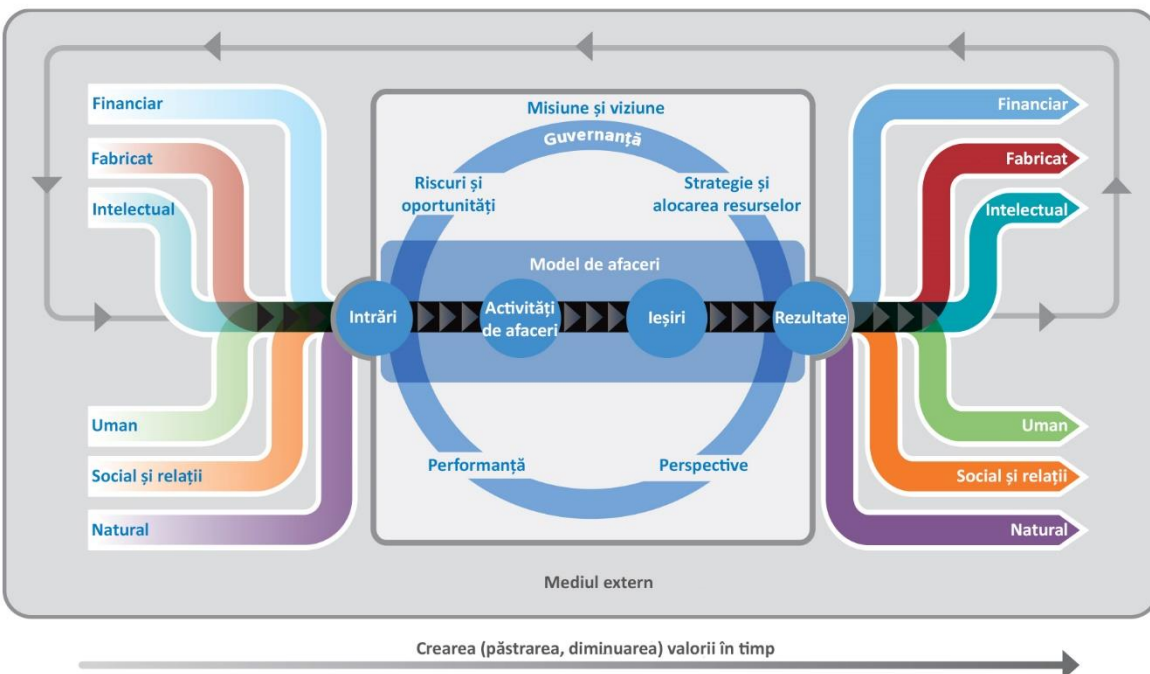 Financiar
Fabricat
Intelectual
Uman
Social și relații
Natural
Misiune și viziune
Guvernanță
Riscuri și
oportunități
Strategie și
alocarea resurselor
Model de afaceri
Intrări
Activități
de afaceri
Ieșiri
Rezultate
Performanță
Perspective
Financiar
Fabricat
Intelectual
Uman
Social și relații
Natural
Mediul extern
Crearea (păstrarea, diminuarea) valorii în timp